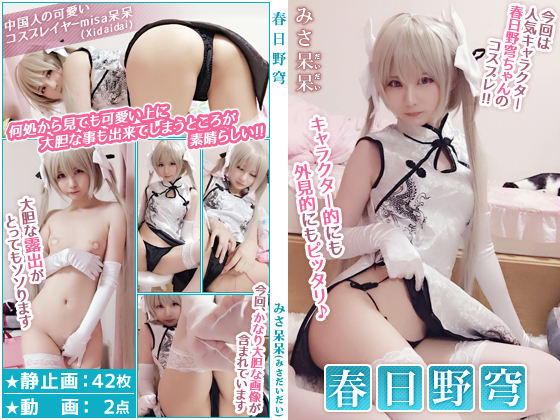 中国人の可愛い
コスプレイヤーmisa呆呆
(Xidaidai)
何処から見ても可愛い上に
大胆な事も出来てしまうところが
素晴らしい!!
大胆な露出が
とってもソソります
今回、かなり大胆な画像が
含まれています
★静止画:42枚
★動　画: 2点
春日野穹
みさ呆呆(みさだいだい)
みさ呆呆
だい だい
今回は
人気キャラクター
春日野穹ちゃんの
コスプレ!!
キャラクター的にも
外見的にもピッタリ♪
春日野穹